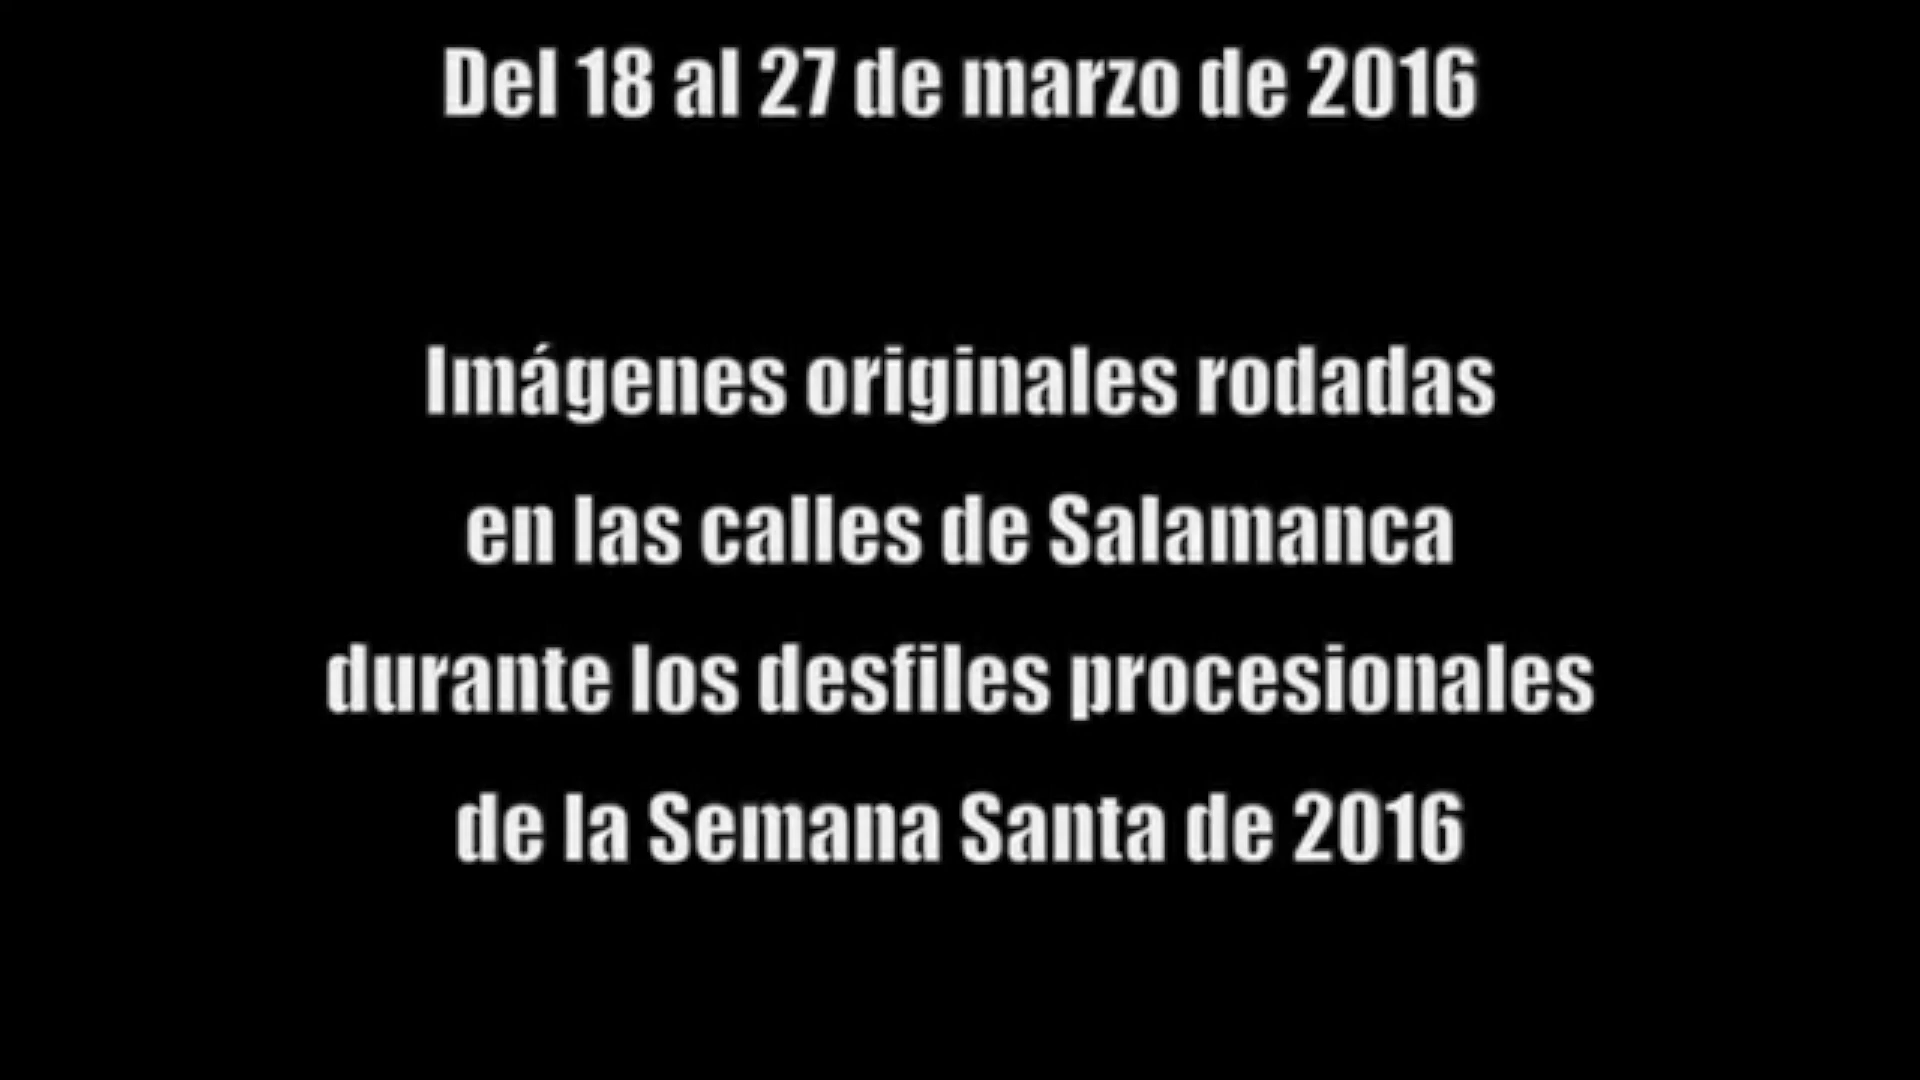 Del 18 al 27 de marzo de 2016
Imágenes originales rodadas
en las calles de Salamanca
durante los desfiles procesionales
de la Semana Santa de 2016